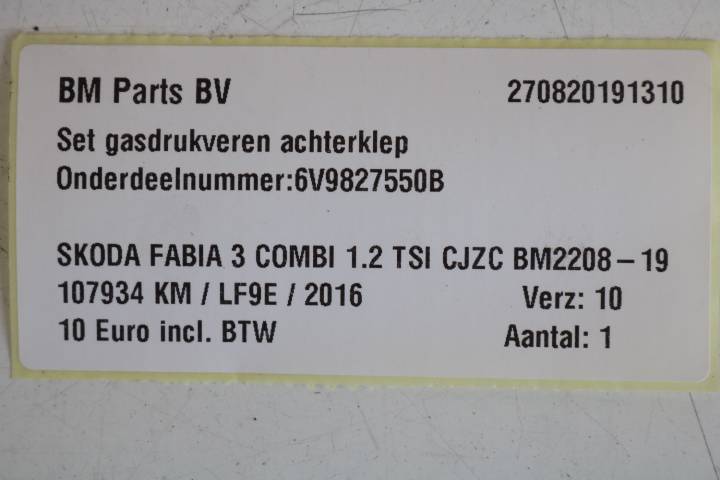 BM Parts BV 270820191310
Set gasdrukveren achterklep
Onderdeelnummer:6V9827550B
SKODA FABIA 3 COMBI 1.2 TSI CJZC BM2208-19
107934 KM / LF9E / 2016 Verz: 10
10 Euro incl. BTW Aantal: 1